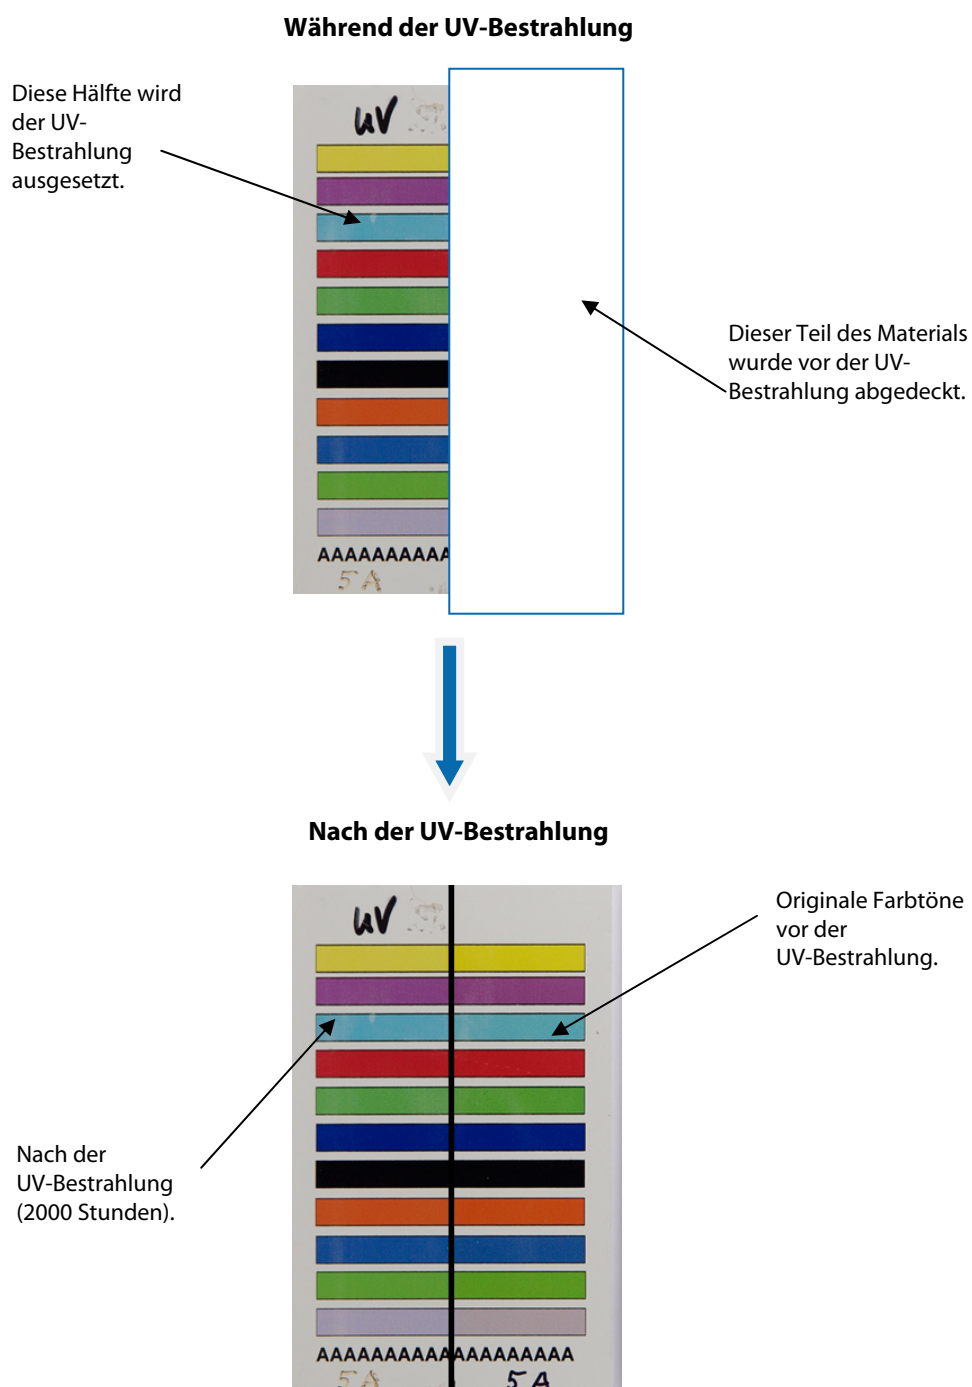 Während der UV-Bestrahlung
Diese Hälfte wird
der UV-
Bestrahlung
ausgesetzt.
UV
Dieser Teil des Materials
wurde vor der UV-
Bestrahlung abgedeckt.
AAAAAAAAAA
5A
Nach der UV-Bestrahlung
Originale Farbtöne
vor der
UV-Bestrahlung.
UV
Nach der
UV-Bestrahlung
(2000 Stunden).
AAAAAAAAAAAAAAAAAAA
5A 5A